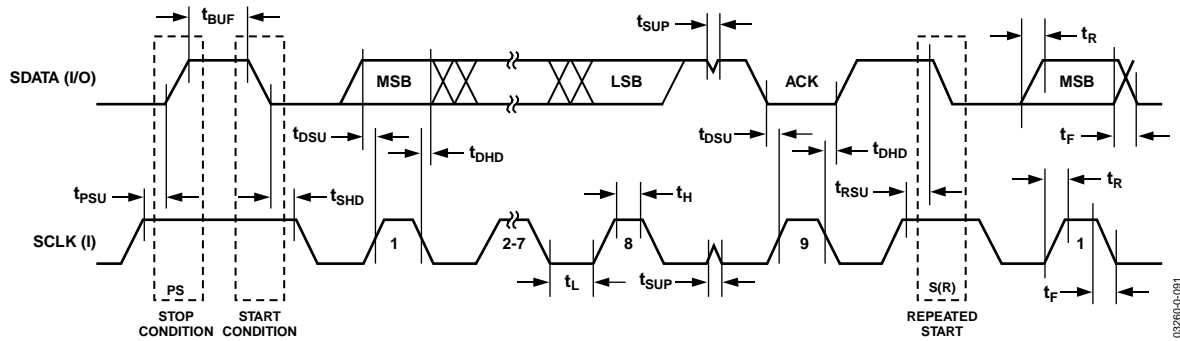 tBUF
tSUP
tR
SDATA (I/O)
MSB
LSB
ACK
MSB
tDSU
tDHD
tDSU
tDHD
tF
tPSU
tSHD
tH
tRSU
tR
SCLK (I)
1
2-7
8
9
1
PS
tL
tSUP
S(R)
tF
STOP
CONDITION
START
CONDITION
REPEATED
START
03260-0-091